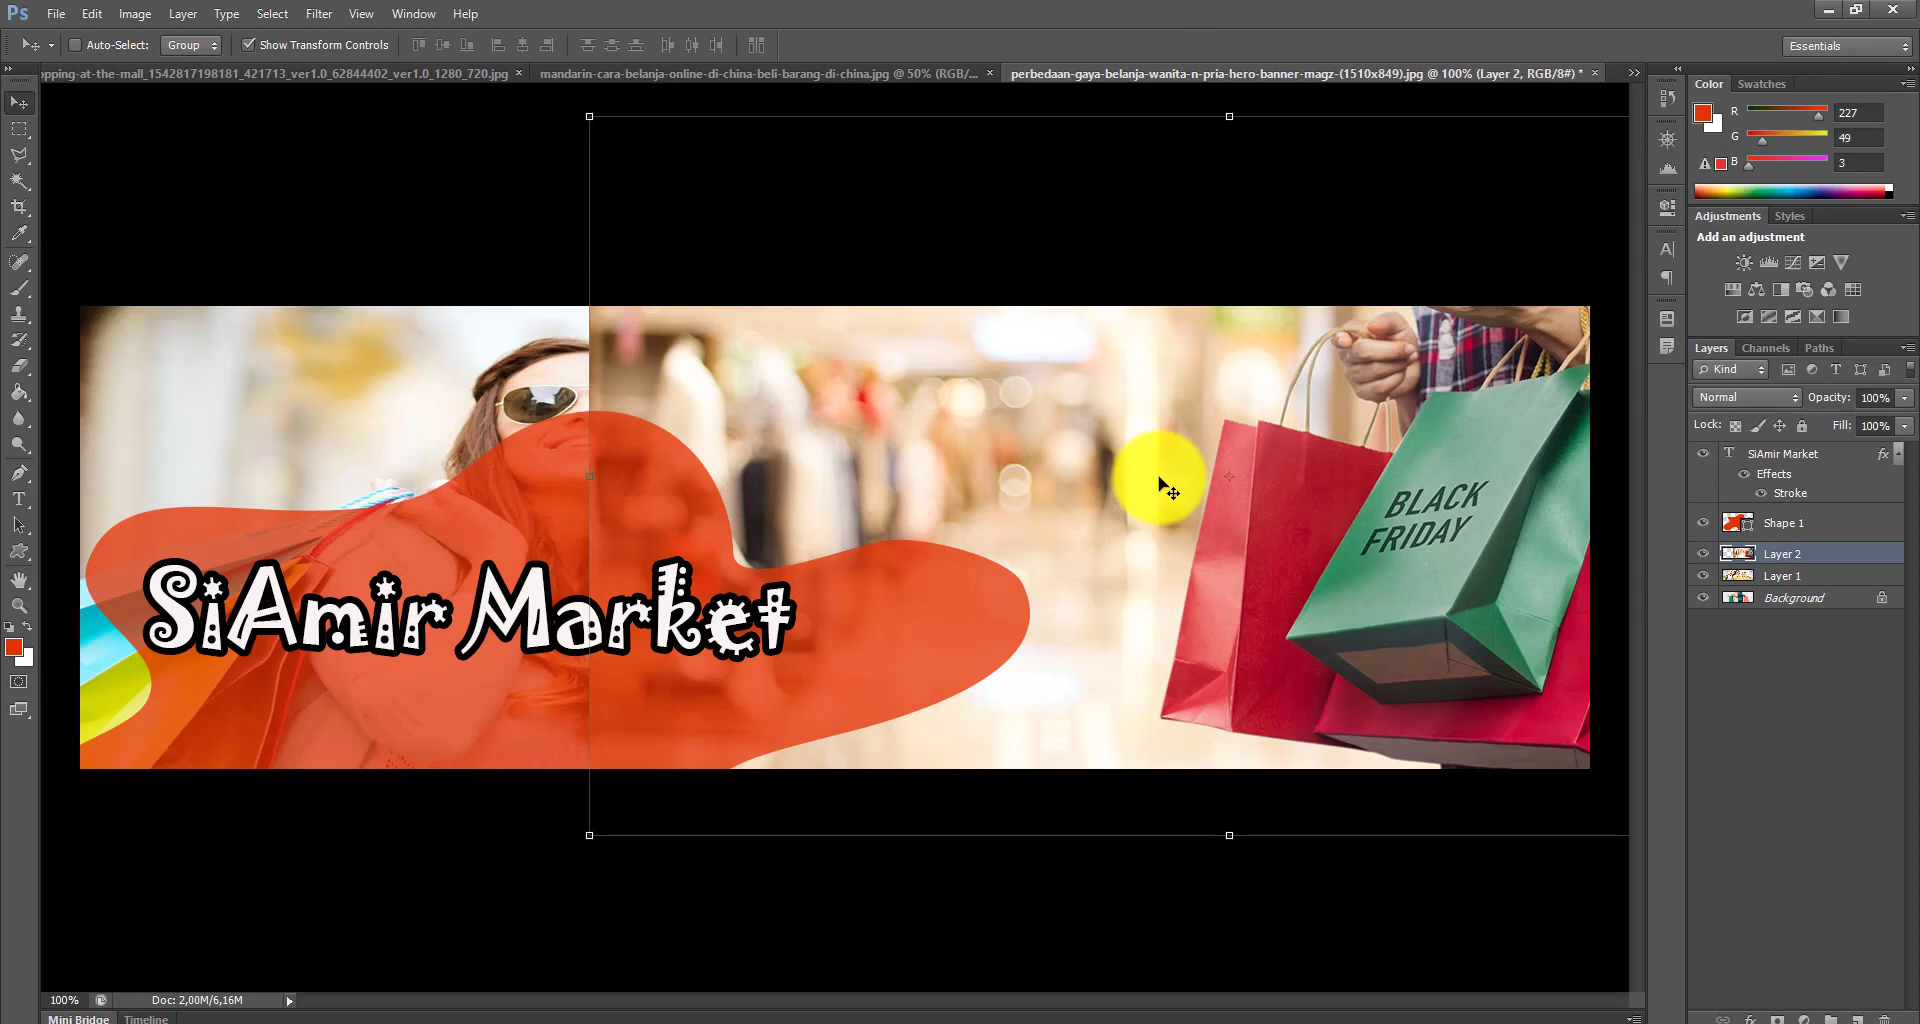 Ps File Edit Image Layer Type Select Filter View Window Help
Auto-Select: Group Show Transform Controls Essentials
opping-at-the-mall_1542817198181_421713_ver1.0_62844402_ver1.0_1280_720.jpg × mandarin-cara-belanja-online-di-china-beli-barang-di-china.jpg @ 50% (RGB/... × perbedaan-gaya-belanja-wanita-n-pria-hero-banner-magz-(1510x849).jpg @ 100% (Layer 2, RGB/8#) * ×
Color Swatches
R 227
G 49
B 3
Adjustments Styles
Add an adjustment
Layers Channels Paths
Kind
Normal Opacity: 100%
Lock: Fill: 100%
T SiAmir Market fx
Effects
Stroke
Shape 1
Layer 2
Layer 1
Background
BLACK
FRIDAY
SiAmir Market
100% Doc: 2,00M/6,16M
Mini Bridge Timeline